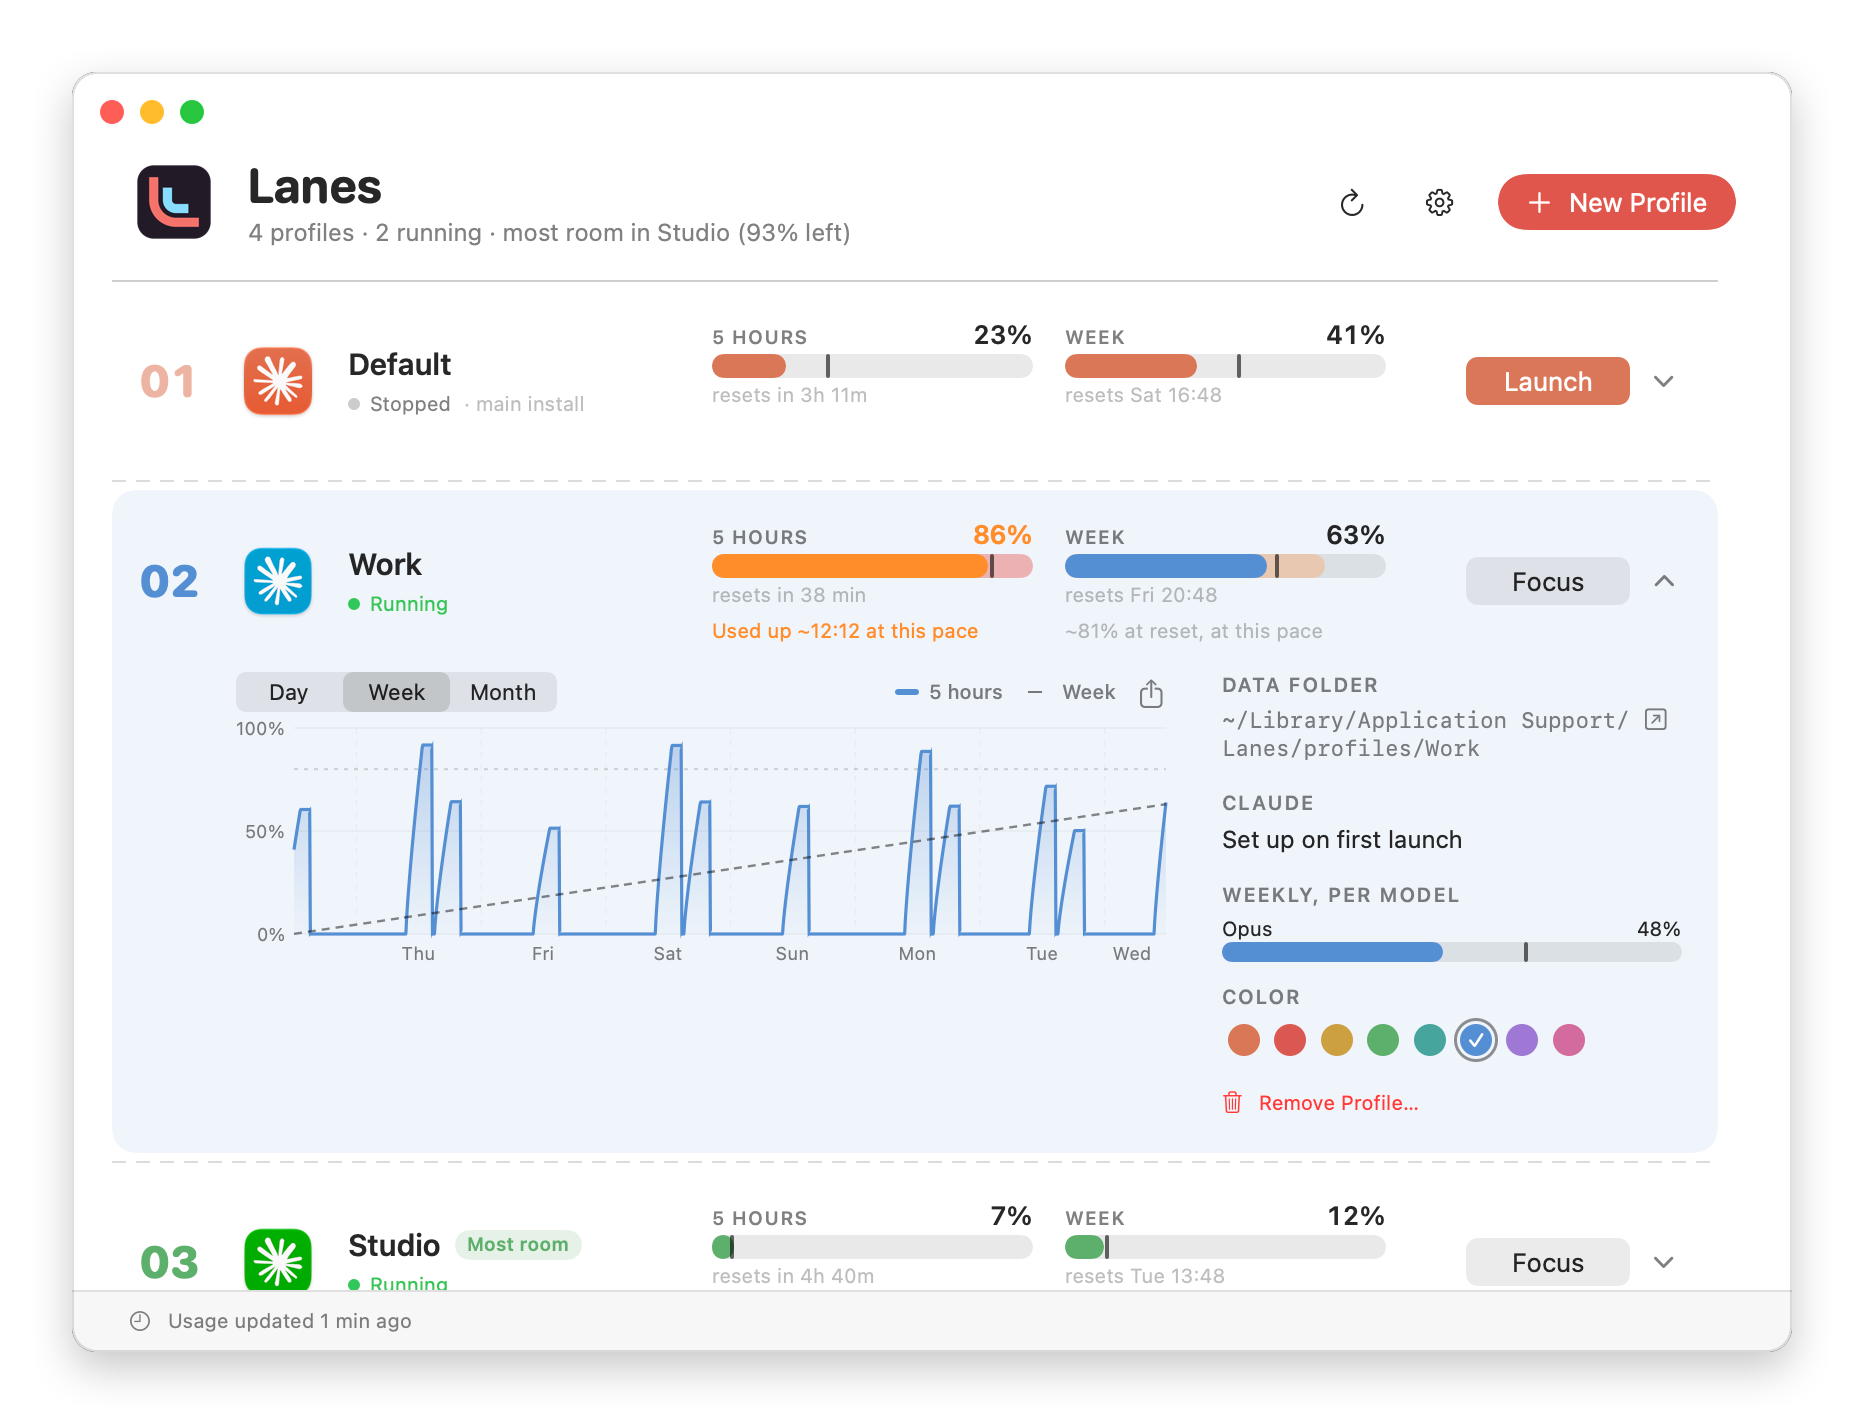 Lanes
4 profiles · 2 running · most room in Studio (93% left)
+ New Profile
01
Default
Stopped · main install
5 HOURS 23%
resets in 3h 11m
WEEK 41%
resets Sat 16:48
Launch
02
Work
Running
5 HOURS 86%
resets in 38 min
Used up ~12:12 at this pace
WEEK 63%
resets Fri 20:48
~81% at reset, at this pace
Focus
Day Week Month
5 hours Week
100%
50%
0%
Thu Fri Sat Sun Mon Tue Wed
DATA FOLDER
~/Library/Application Support/
Lanes/profiles/Work
CLAUDE
Set up on first launch
WEEKLY, PER MODEL
Opus 48%
COLOR
Remove Profile...
03
Studio Most room
Running
5 HOURS 7%
resets in 4h 40m
WEEK 12%
resets Tue 13:48
Focus
Usage updated 1 min ago